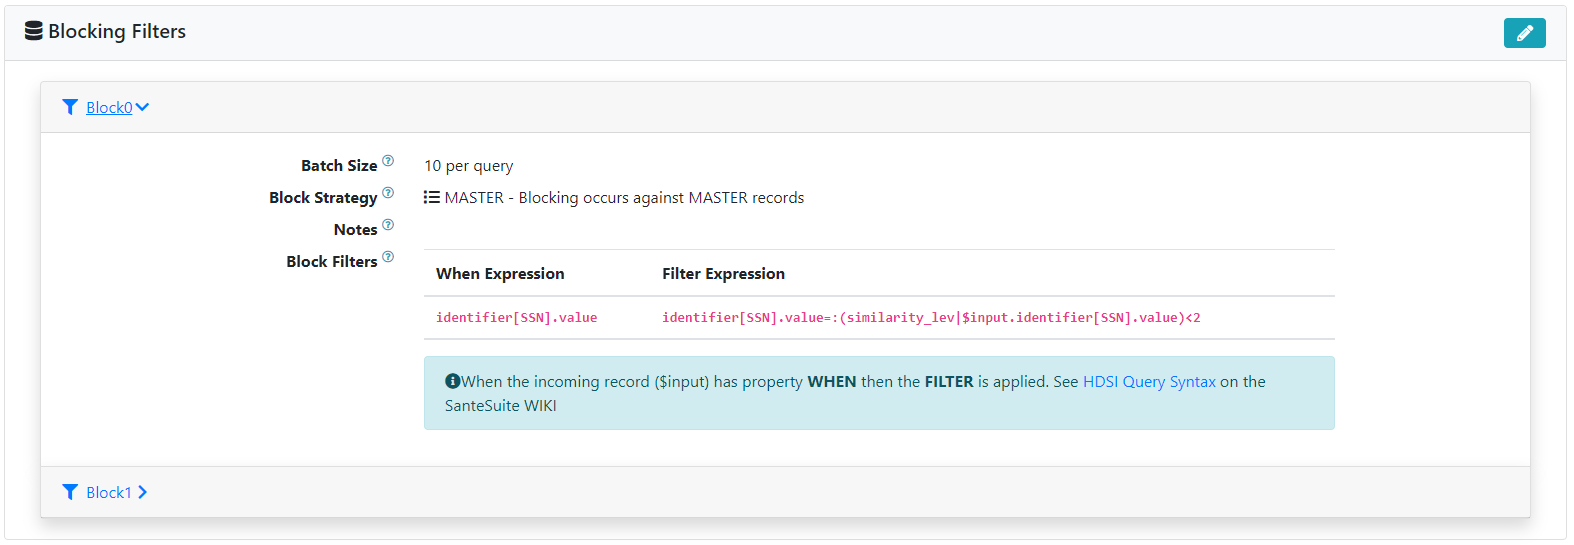 Blocking Filters
Block0
Batch Size ? 10 per query
Block Strategy ? MASTER - Blocking occurs against MASTER records
Notes ?
Block Filters ?
When Expression Filter Expression
identifier[SSN].value identifier[SSN].value=:(similarity_lev|$input.identifier[SSN].value)<2
When the incoming record ($input) has property WHEN then the FILTER is applied. See HDSI Query Syntax on the
SanteSuite WIKI
Block1